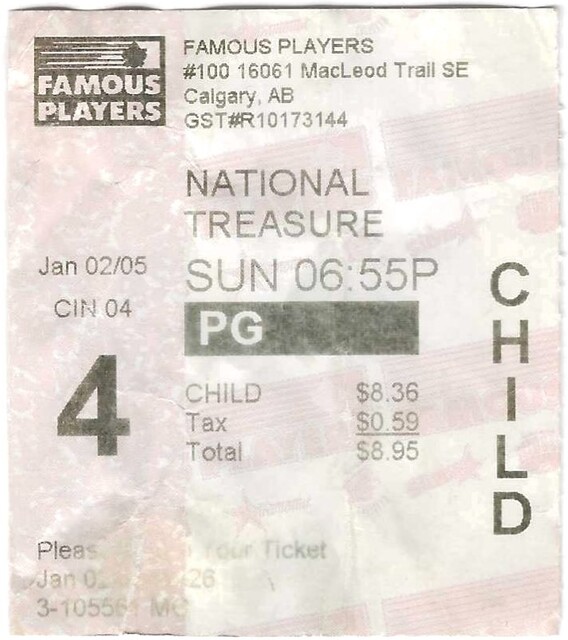 FAMOUS PLAYERS
FAMOUS PLAYERS
#100 16061 MacLeod Trail SE
Calgary, AB
GST#R10173144
NATIONAL
TREASURE
Jan 02/05
SUN 06:55P
CIN 04
PG
4
CHILD $8.36
Tax $0.59
Total $8.95
CHILD
Your Ticket
Jan